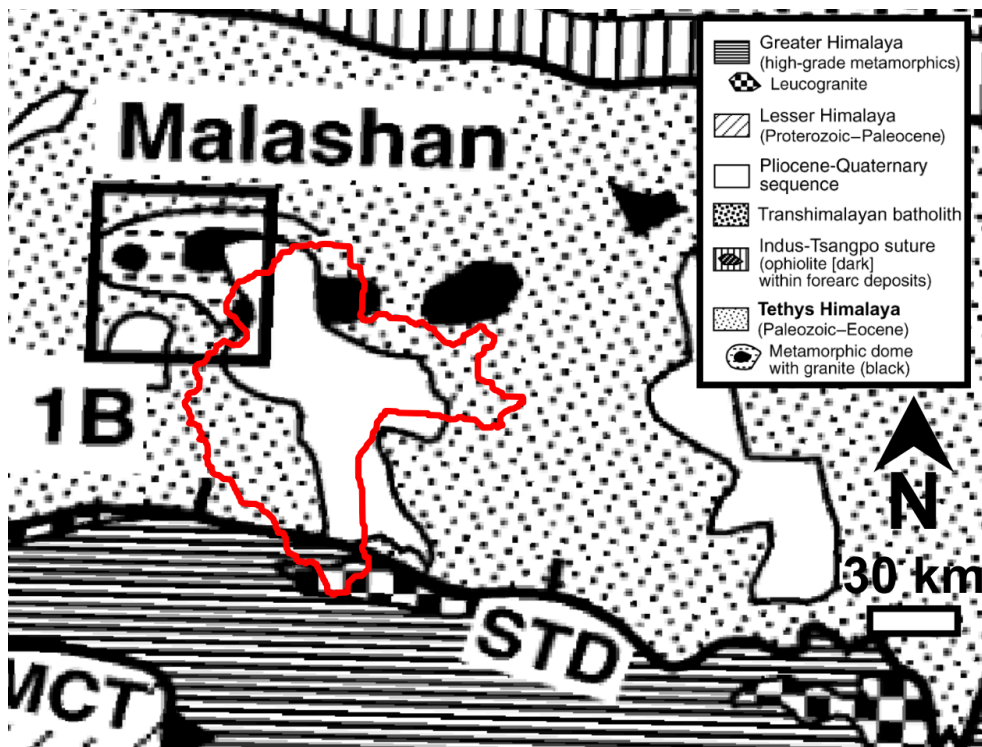 Malashan
1B
STD
MCT
Greater Himalaya
(high-grade metamorphics)
Leucogranite
Lesser Himalaya
(Proterozoic–Paleocene)
Pliocene-Quaternary
sequence
Transhimalayan batholith
Indus-Tsangpo suture
(ophiolite [dark]
within forearc deposits)
Tethys Himalaya
(Paleozoic–Eocene)
Metamorphic dome
with granite (black)
N
30 km